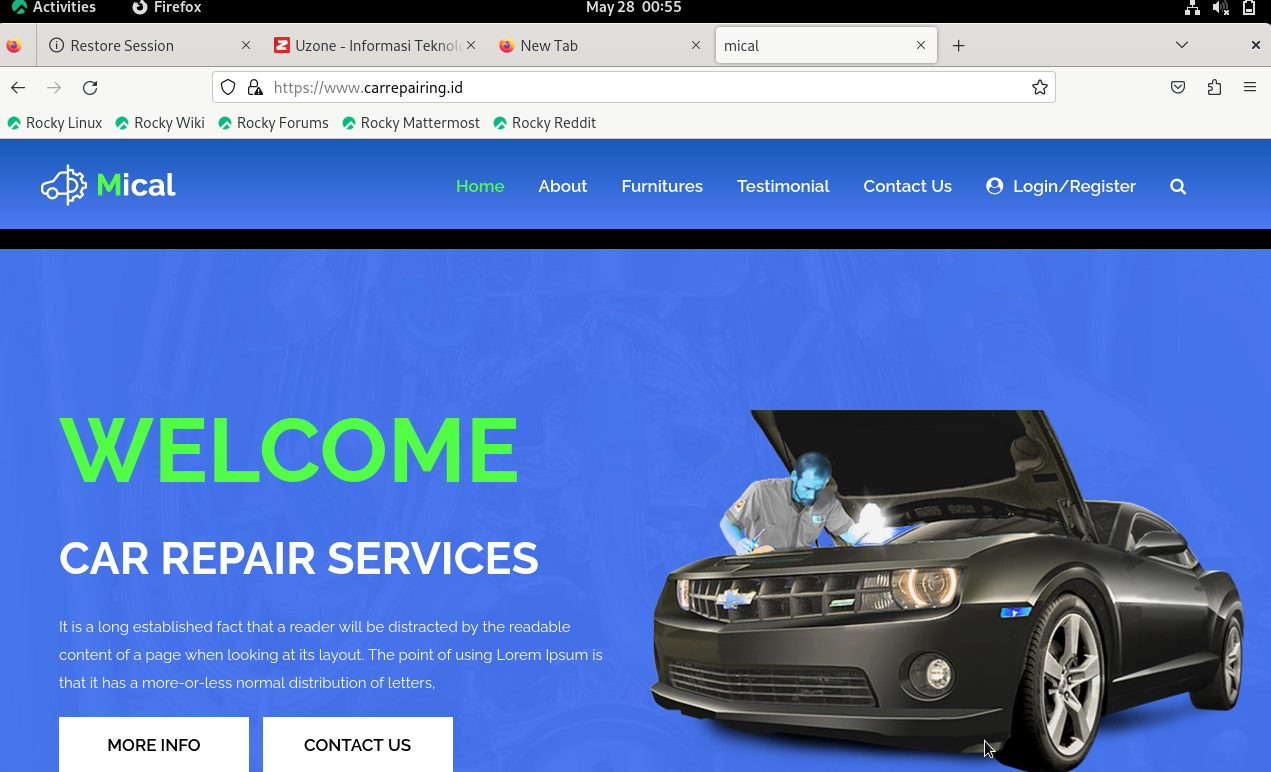 Activities Firefox May 28 00:55
Restore Session Uzone - Informasi Teknolo New Tab mical
https://www.carrepairing.id
Rocky Linux Rocky Wiki Rocky Forums Rocky Mattermost Rocky Reddit
Mical Home About Furnitures Testimonial Contact Us Login/Register
WELCOME
CAR REPAIR SERVICES
It is a long established fact that a reader will be distracted by the readable
content of a page when looking at its layout. The point of using Lorem Ipsum is
that it has a more-or-less normal distribution of letters,
MORE INFO CONTACT US